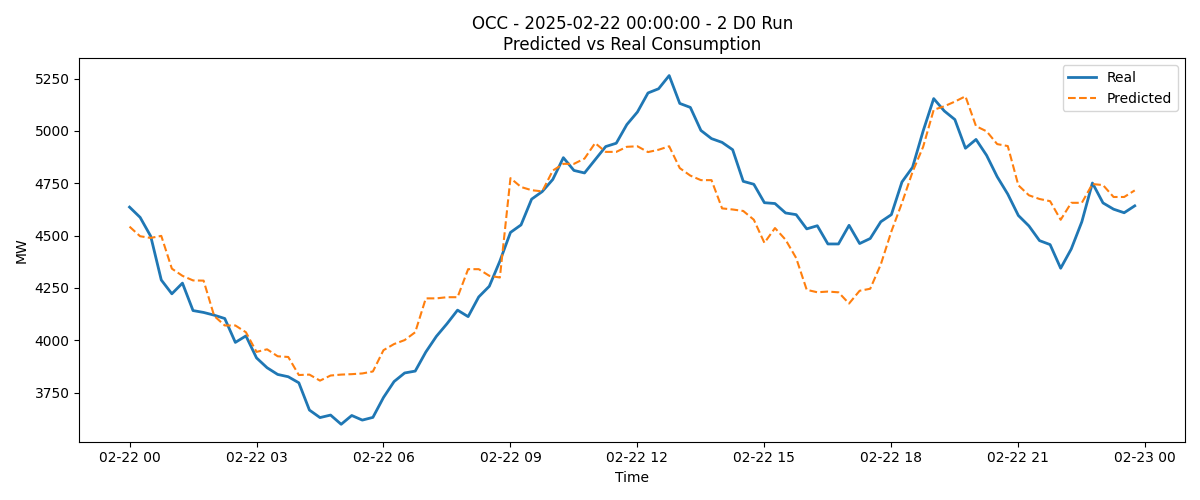 OCC - 2025-02-22 00:00:00 - 2 D0 Run
Predicted vs Real Consumption
Real
Predicted
MW
5250
5000
4750
4500
4250
4000
3750
02-22 00 02-22 03 02-22 06 02-22 09 02-22 12 02-22 15 02-22 18 02-22 21 02-23 00
Time